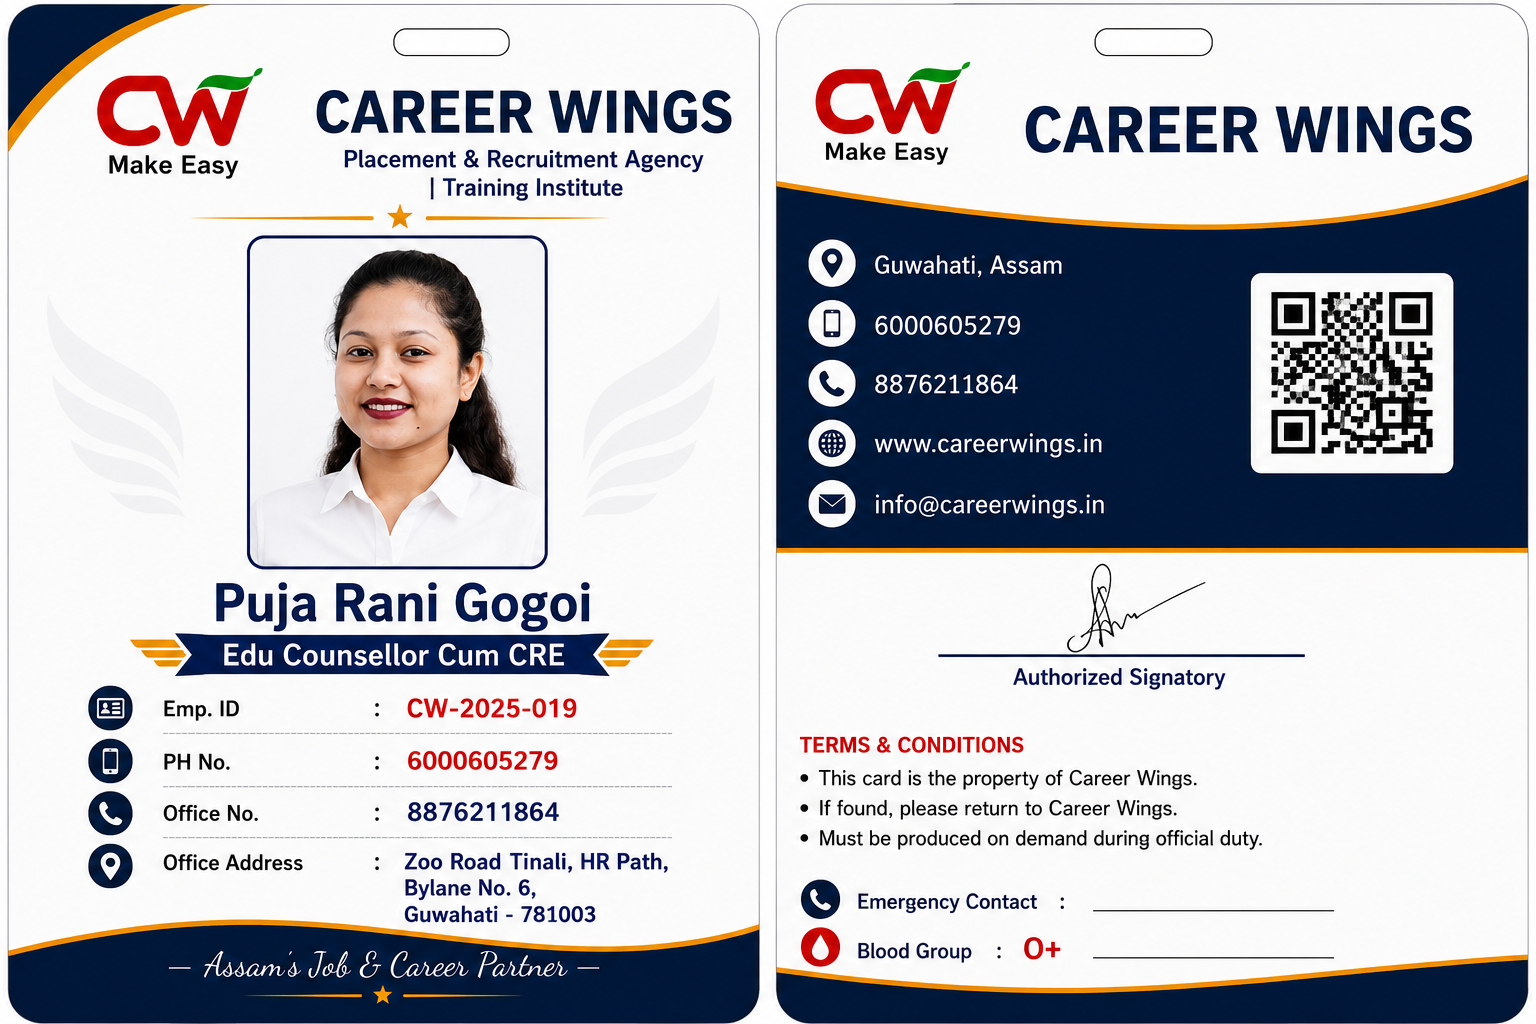 CW
Make Easy
CAREER WINGS
Placement & Recruitment Agency
| Training Institute
Puja Rani Gogoi
Edu Counsellor Cum CRE
Emp. ID : CW-2025-019
PH No. : 6000605279
Office No. : 8876211864
Office Address : Zoo Road Tinali, HR Path,
Bylane No. 6,
Guwahati - 781003
— Assam's Job & Career Partner —
CW
Make Easy
CAREER WINGS
Guwahati, Assam
6000605279
8876211864
www.careerwings.in
info@careerwings.in
Authorized Signatory
TERMS & CONDITIONS
• This card is the property of Career Wings.
• If found, please return to Career Wings.
• Must be produced on demand during official duty.
Emergency Contact :
Blood Group : O+